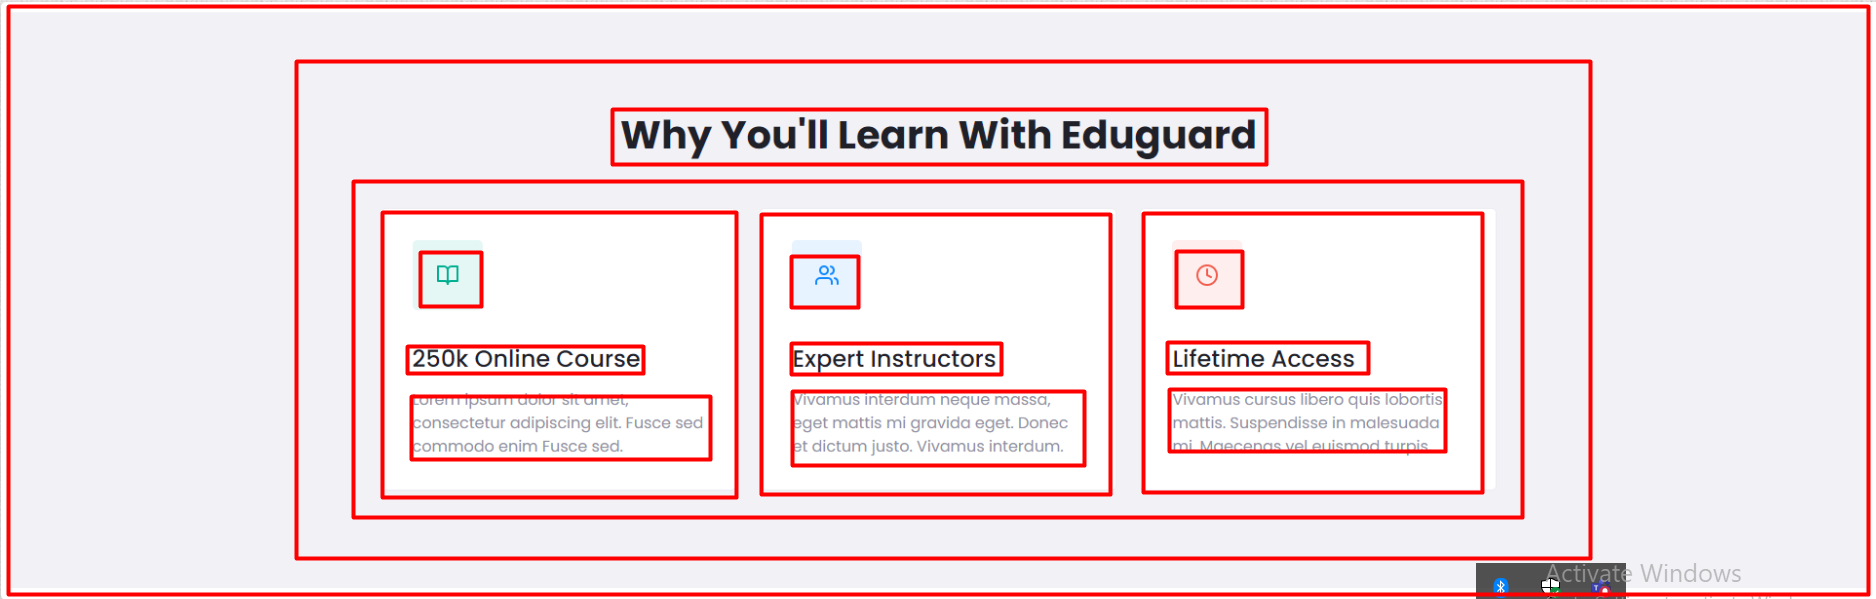 Why You'll Learn With Eduguard
250k Online Course
Lorem ipsum dolor sit amet,
consectetur adipiscing elit. Fusce sed
commodo enim Fusce sed.
Expert Instructors
Vivamus interdum neque massa,
eget mattis mi gravida eget. Donec
et dictum justo. Vivamus interdum.
Lifetime Access
Vivamus cursus libero quis lobortis
mattis. Suspendisse in malesuada
mi. Maecenas vel euismod turpis
Activate Windows